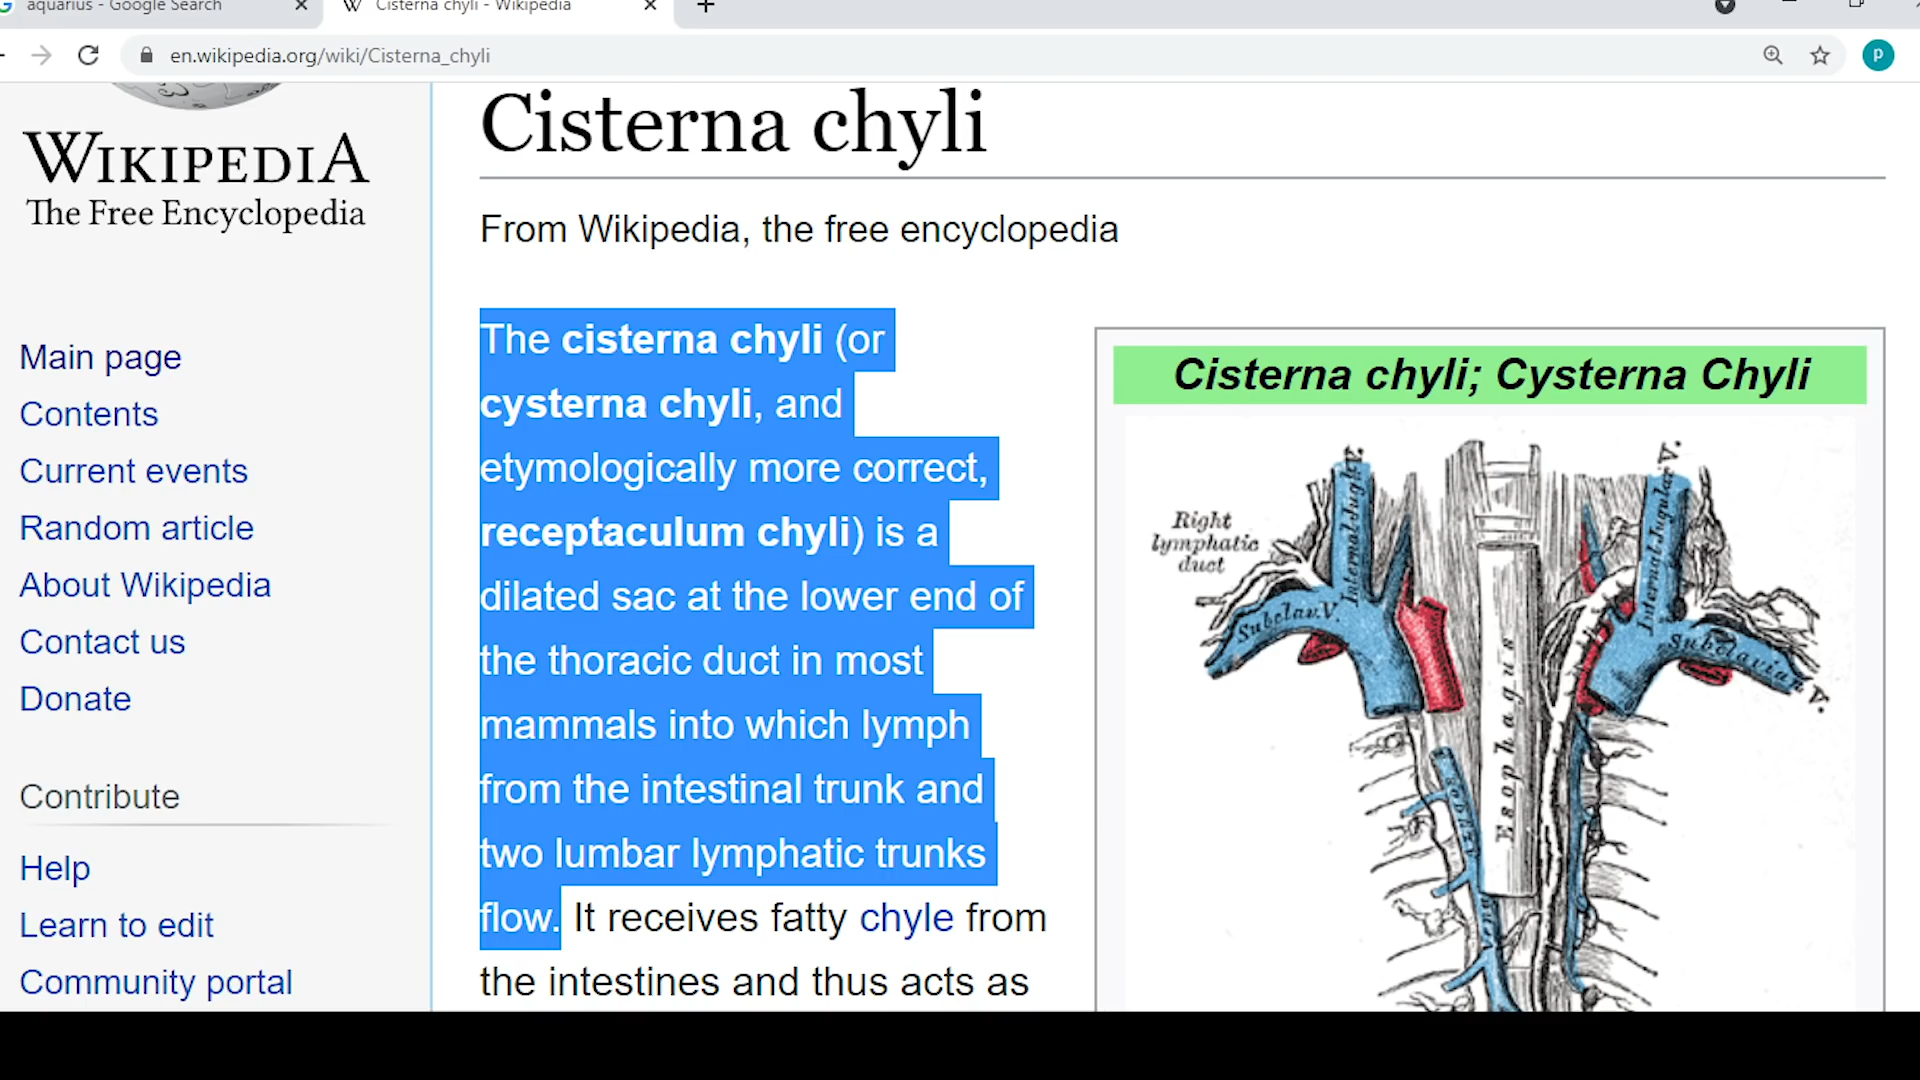 aquarius - Google Search
Cisterna chyli - Wikipedia
en.wikipedia.org/wiki/Cisterna_chyli
P
WIKIPEDIA
The Free Encyclopedia
Main page
Contents
Current events
Random article
About Wikipedia
Contact us
Donate
Contribute
Help
Learn to edit
Community portal
Cisterna chyli
From Wikipedia, the free encyclopedia
The cisterna chyli (or
cysterna chyli, and
etymologically more correct,
receptaculum chyli) is a
dilated sac at the lower end of
the thoracic duct in most
mammals into which lymph
from the intestinal trunk and
two lumbar lymphatic trunks
flow. It receives fatty chyle from
the intestines and thus acts as
Cisterna chyli; Cysterna Chyli
Right
lymphatic
duct
Internal Jugr. V.
Internal Jugular V.
Subclav. V.
Subclavian V.
Esophagus